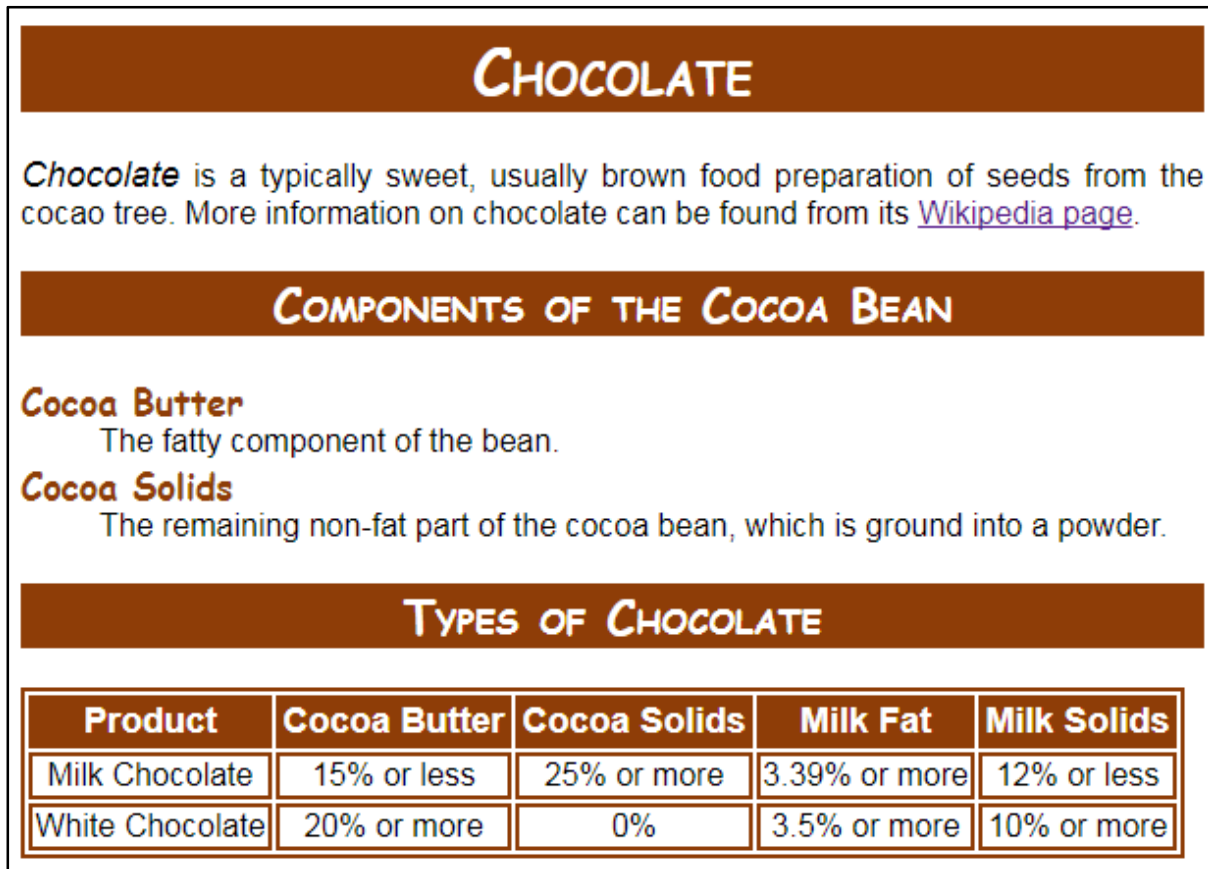 Chocolate
Chocolate is a typically sweet, usually brown food preparation of seeds from the
cocao tree. More information on chocolate can be found from its Wikipedia page.
Components of the Cocoa Bean
Cocoa Butter
The fatty component of the bean.
Cocoa Solids
The remaining non-fat part of the cocoa bean, which is ground into a powder.
Types of Chocolate
Product Cocoa Butter Cocoa Solids Milk Fat Milk Solids
Milk Chocolate 15% or less 25% or more 3.39% or more 12% or less
White Chocolate 20% or more 0% 3.5% or more 10% or more